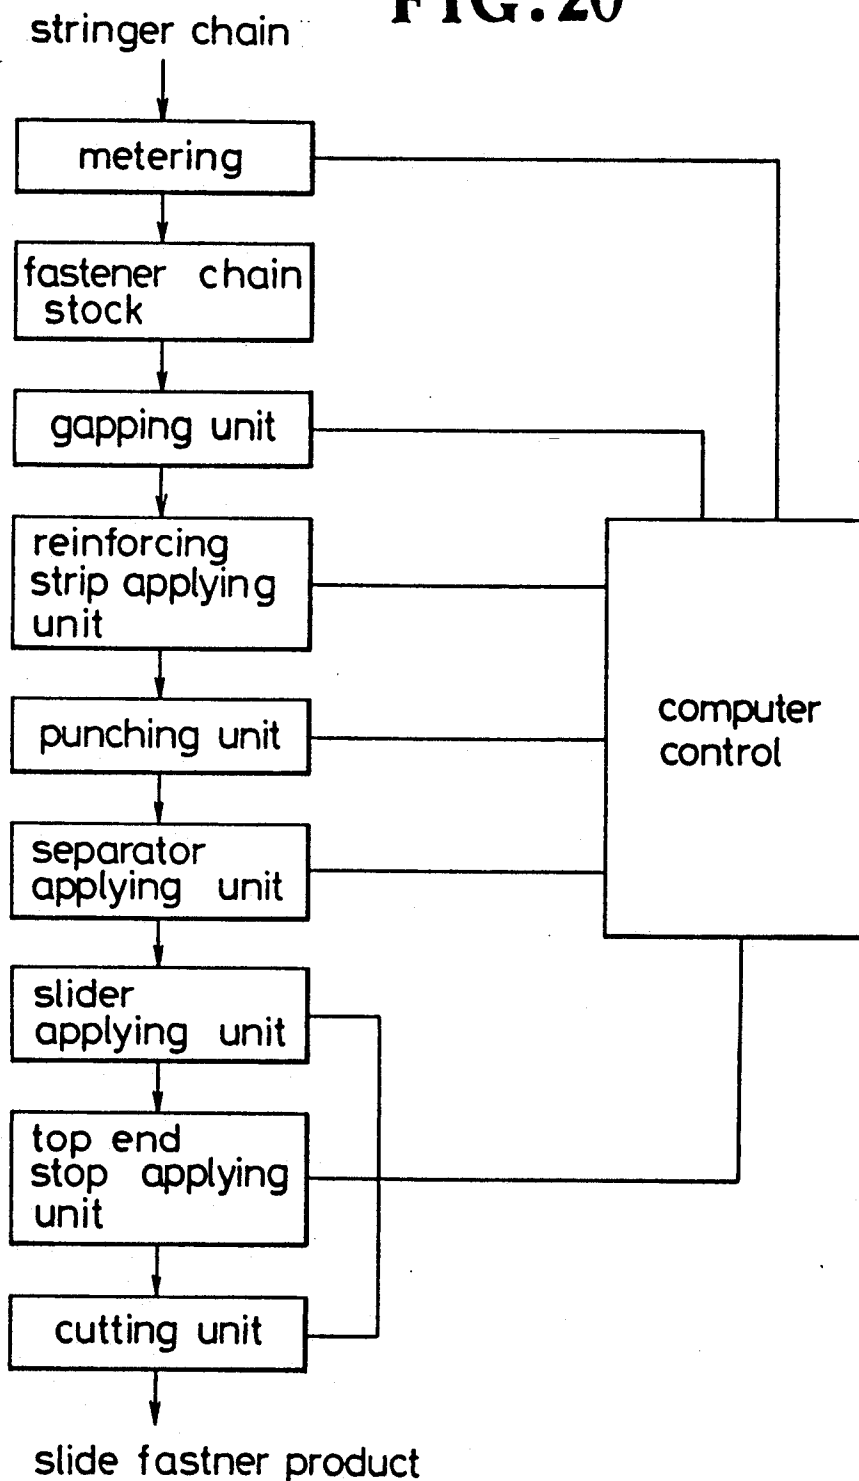 FIG.20
stringer chain
metering
fastener chain
stock
gapping unit
reinforcing
strip applying
unit
punching unit
separator
applying unit
slider
applying unit
top end
stop applying
unit
cutting unit
slide fastner product
computer
control